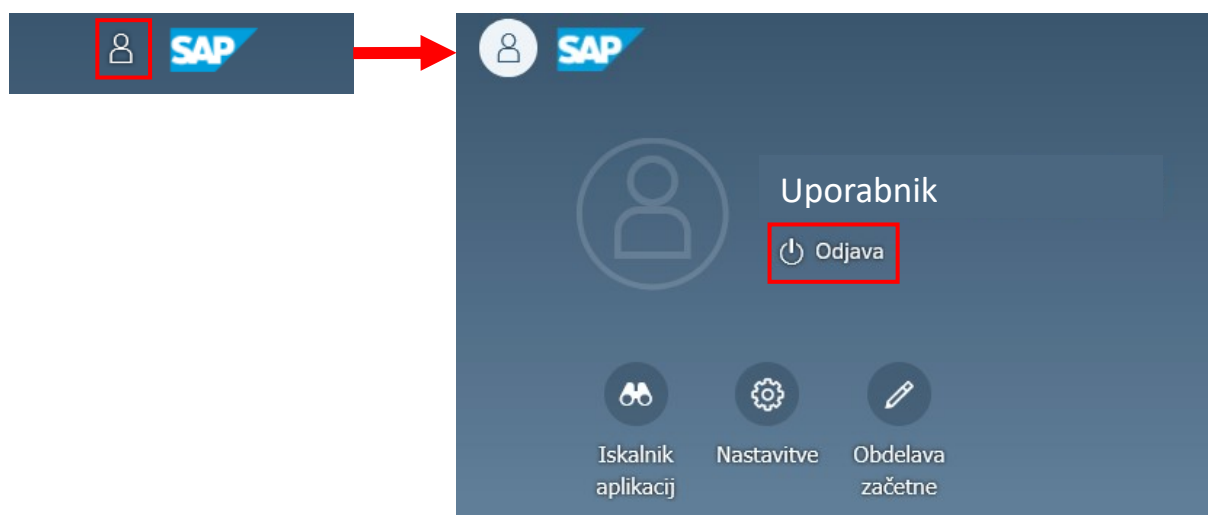 SAP
SAP
Uporabnik
Odjava
Iskalnik
aplikacij
Nastavitve
Obdelava
začetne